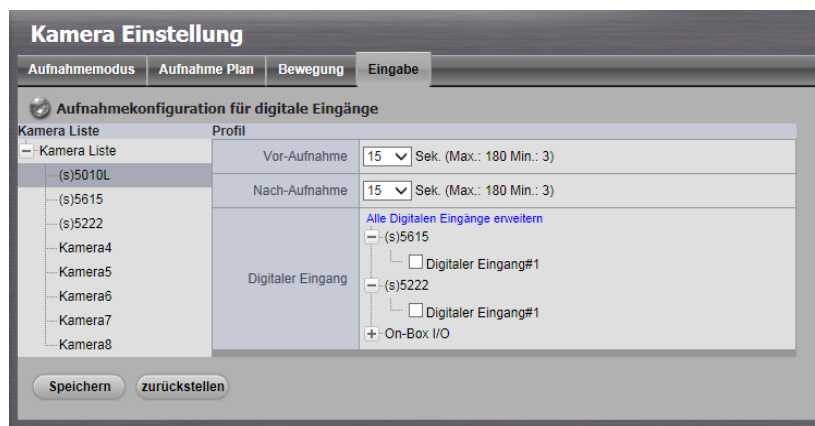 Kamera Einstellung
Aufnahmemodus Aufnahme Plan Bewegung Eingabe
Aufnahmekonfiguration für digitale Eingänge
Kamera Liste Profil
Kamera Liste
(s)5010L
(s)5615
(s)5222
Kamera4
Kamera5
Kamera6
Kamera7
Kamera8
Vor-Aufnahme 15 Sek. (Max.: 180 Min.: 3)
Nach-Aufnahme 15 Sek. (Max.: 180 Min.: 3)
Digitaler Eingang
Alle Digitalen Eingänge erweitern
(s)5615
Digitaler Eingang#1
(s)5222
Digitaler Eingang#1
On-Box I/O
Speichern zurückstellen